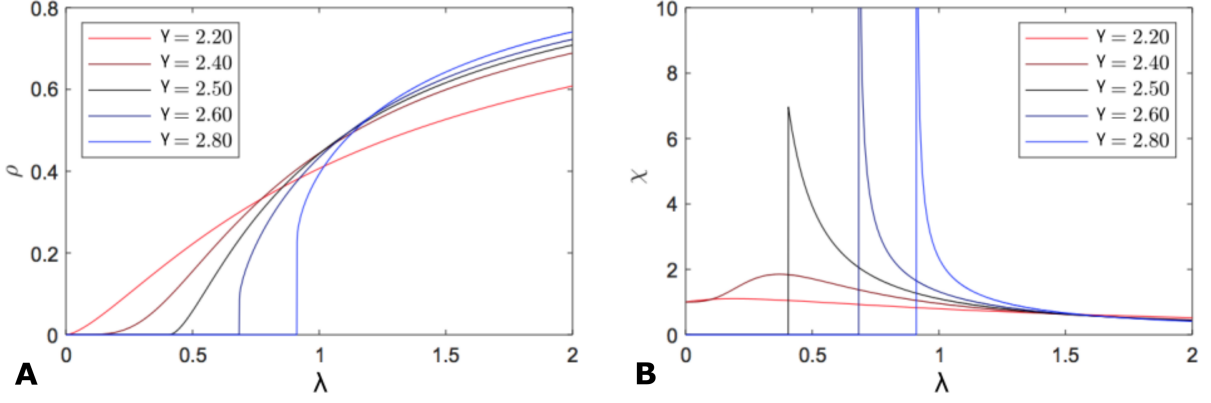 0.8
0.6
0.4
0.2
0
ρ
γ = 2.20
γ = 2.40
γ = 2.50
γ = 2.60
γ = 2.80
0 0.5 1 1.5 2
λ
A
10
8
6
4
2
0
χ
γ = 2.20
γ = 2.40
γ = 2.50
γ = 2.60
γ = 2.80
0 0.5 1 1.5 2
λ
B